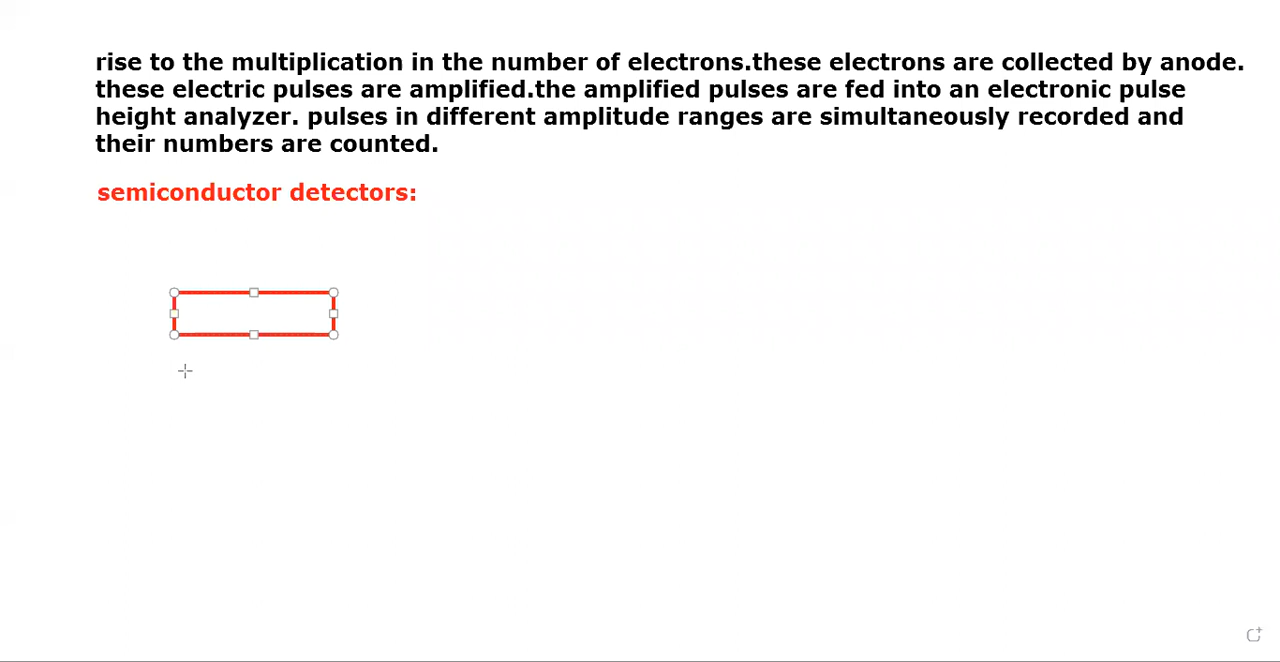 rise to the multiplication in the number of electrons.these electrons are collected by anode.
these electric pulses are amplified.the amplified pulses are fed into an electronic pulse
height analyzer. pulses in different amplitude ranges are simultaneously recorded and
their numbers are counted.
semiconductor detectors: